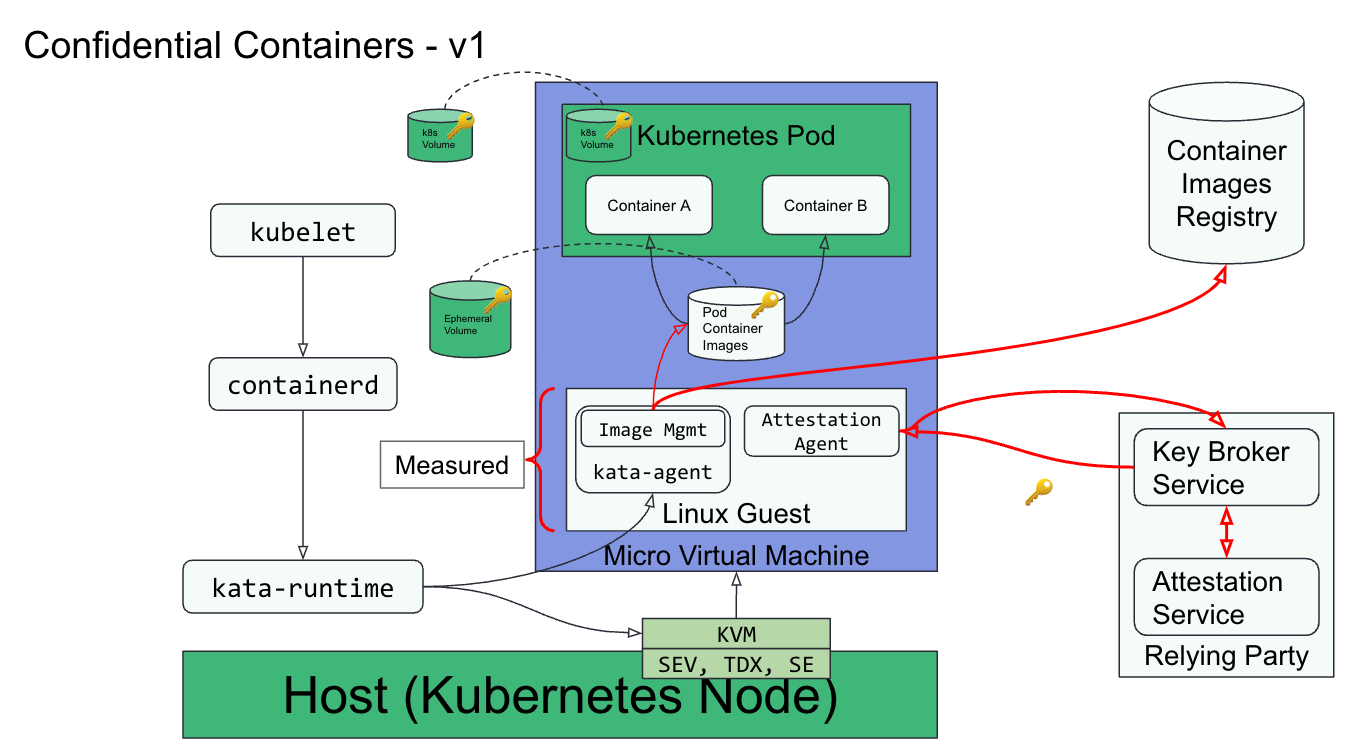 Confidential Containers - v1
k8s
Volume
k8s
Volume
Kubernetes Pod
Container A
Container B
Container
Images
Registry
kubelet
Ephemeral
Volume
Pod
Container
Images
containerd
Measured
Image Mgmt
kata-agent
Attestation
Agent
Linux Guest
Micro Virtual Machine
Key Broker
Service
Attestation
Service
Relying Party
kata-runtime
KVM
SEV, TDX, SE
Host (Kubernetes Node)